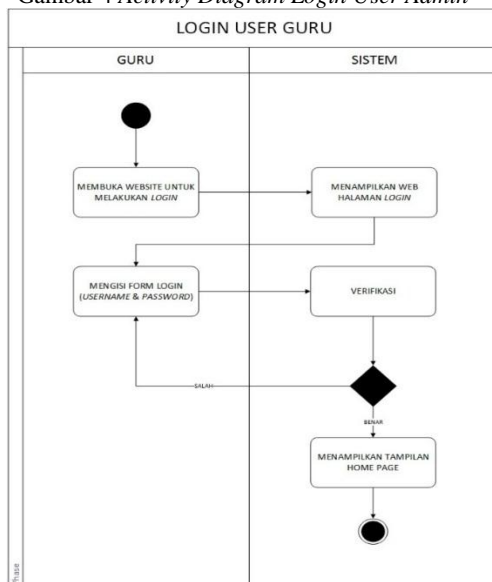 Gambar 4 Activity Diagram Login User Admin
LOGIN USER GURU
GURU
SISTEM
MEMBUKA WEBSITE UNTUK
MELAKUKAN LOGIN
MENAMPILKAN WEB
HALAMAN LOGIN
MENGISI FORM LOGIN
(USERNAME & PASSWORD)
VERIFIKASI
SALAH
BENAR
MENAMPILKAN TAMPILAN
HOME PAGE
Phase